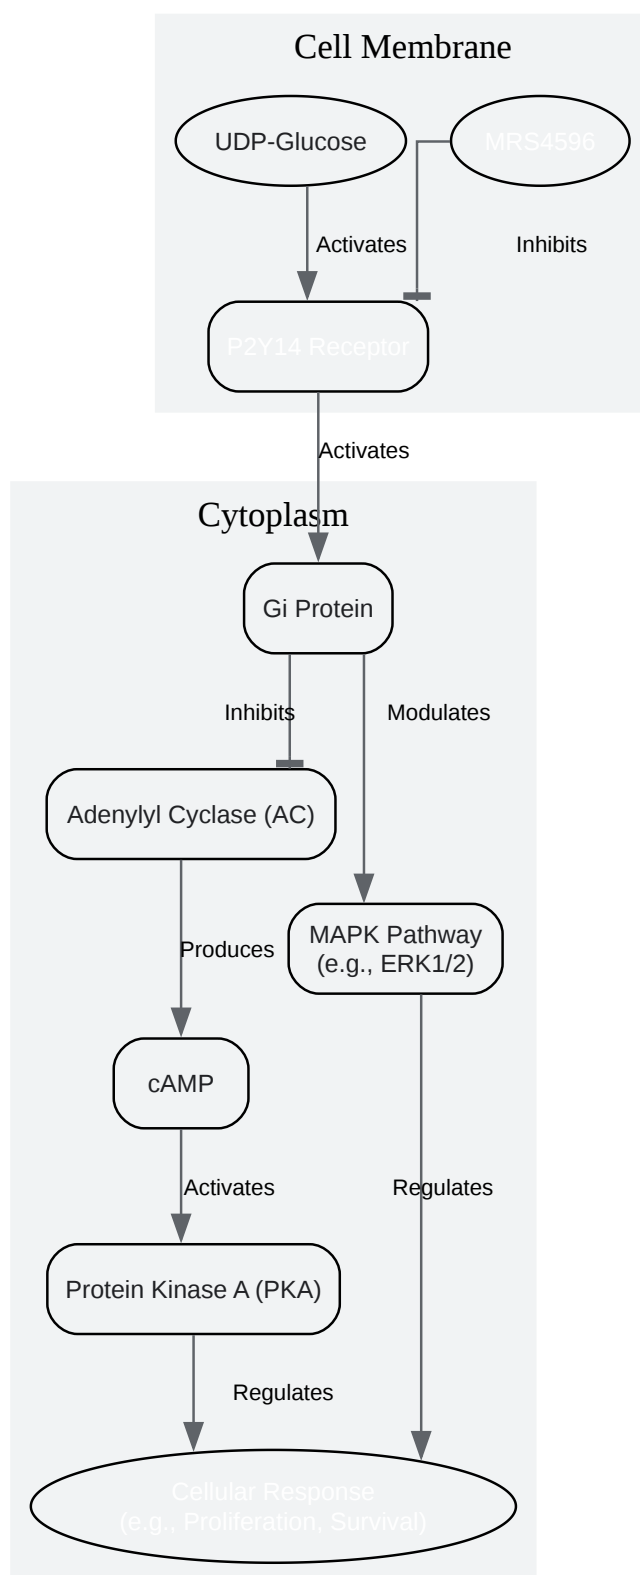 Cell Membrane
UDP-Glucose
MRS4596
Activates
Inhibits
P2Y14 Receptor
Activates
Cytoplasm
Gi Protein
Inhibits
Modulates
Adenylyl Cyclase (AC)
MAPK Pathway
(e.g., ERK1/2)
Produces
cAMP
Activates
Regulates
Protein Kinase A (PKA)
Regulates
Cellular Response
(e.g., Proliferation, Survival)